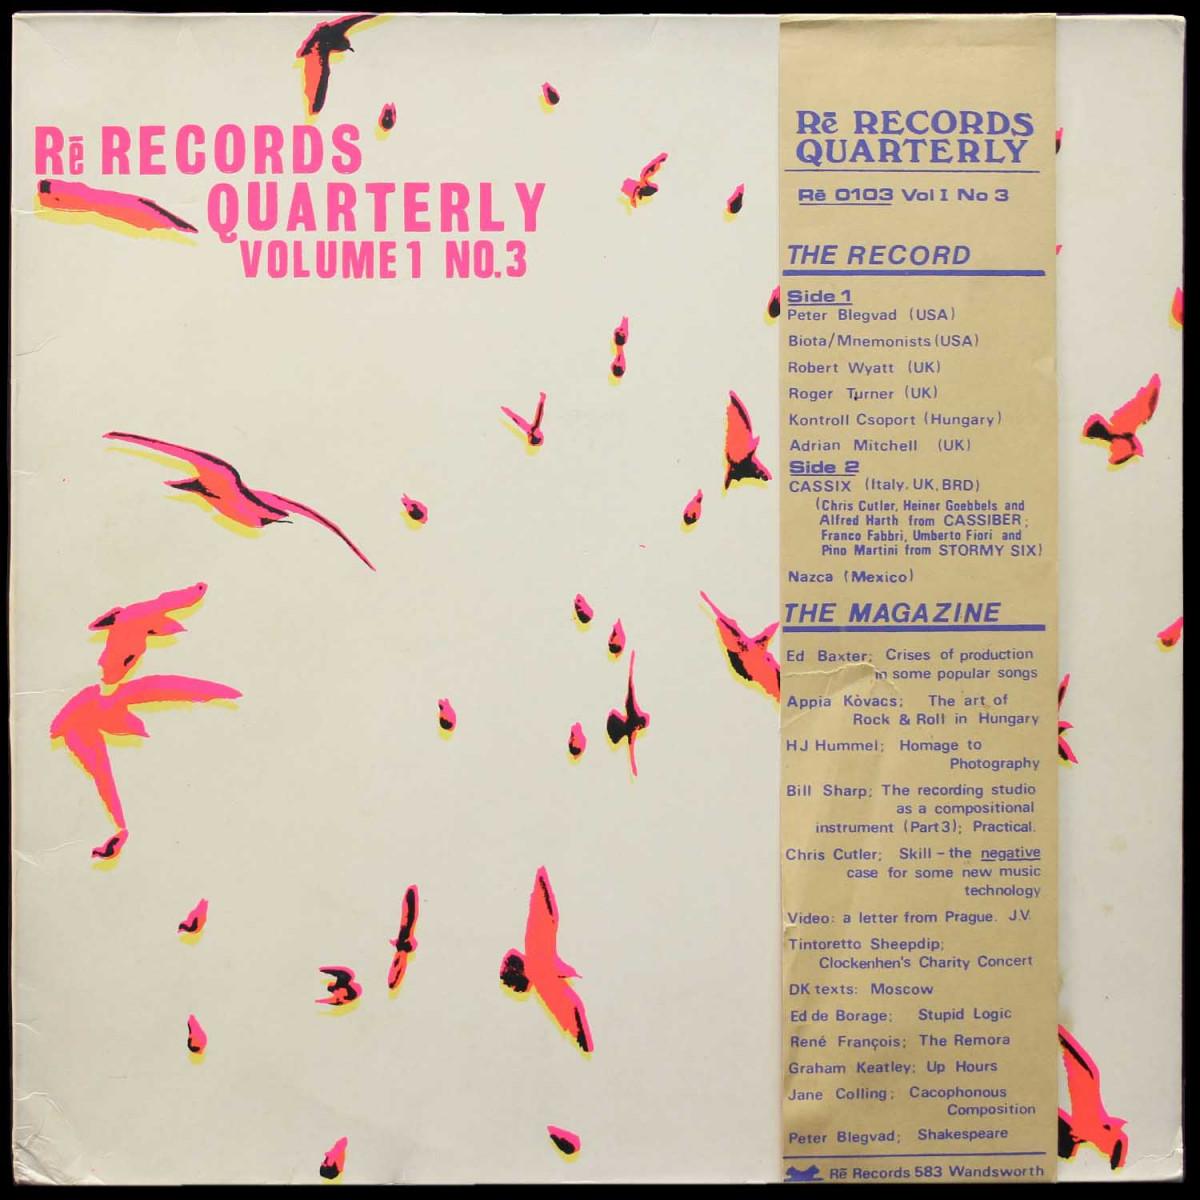 Rē RECORDS
QUARTERLY
VOLUME 1 NO.3
Rē RECORDS
QUARTERLY
Rē 0103 Vol I No 3
THE RECORD
Side 1
Peter Blegvad (USA)
Biota/Mnemonists (USA)
Robert Wyatt (UK)
Roger Turner (UK)
Kontroll Csoport (Hungary)
Adrian Mitchell (UK)
Side 2
CASSIX (Italy, UK, BRD)
(Chris Cutler, Heiner Goebbels and
Alfred Harth from CASSIBER;
Franco Fabbri, Umberto Fiori and
Pino Martini from STORMY SIX)
Nazca (Mexico)
THE MAGAZINE
Ed Baxter; Crises of production
in some popular songs
Appia Kòvacs; The art of
Rock & Roll in Hungary
HJ Hummel; Homage to
Photography
Bill Sharp; The recording studio
as a compositional
instrument (Part 3); Practical.
Chris Cutler; Skill – the negative
case for some new music
technology
Video: a letter from Prague. J.V.
Tintoretto Sheepdip;
Clockenhen's Charity Concert
DK texts: Moscow
Ed de Borage; Stupid Logic
René François; The Remora
Graham Keatley; Up Hours
Jane Colling; Cacophonous
Composition
Peter Blegvad; Shakespeare
Rē Records 583 Wandsworth